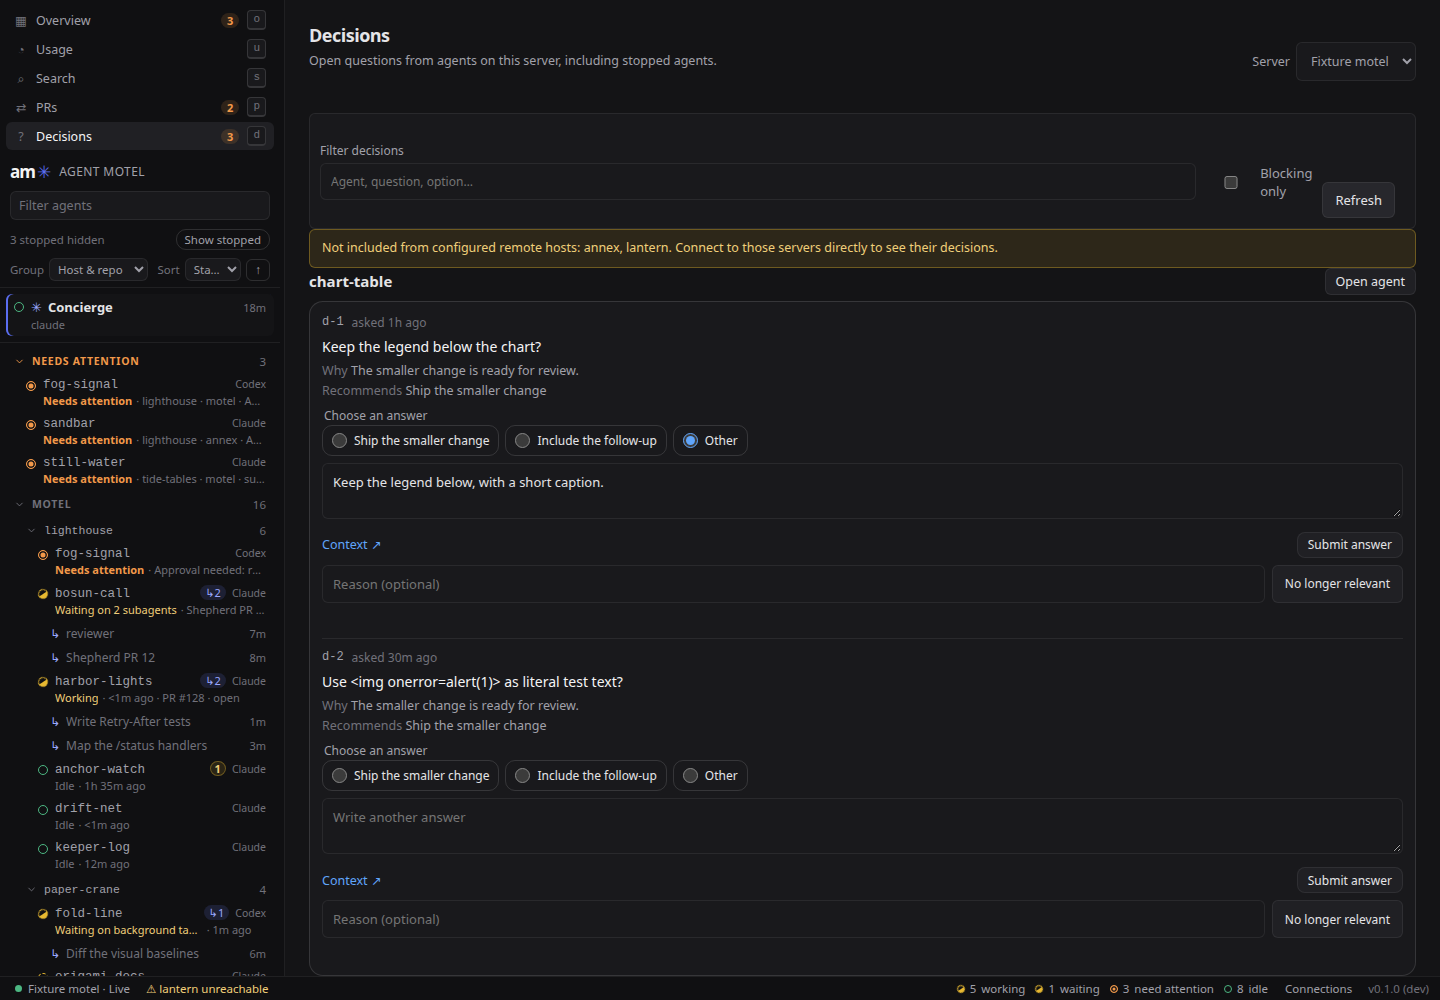 Overview 3 o
Usage u
Search s
PRs 2 p
? Decisions 3 d
am✳ AGENT MOTEL
Filter agents
3 stopped hidden Show stopped
Group Host & repo Sort Sta... ↑
✳ Concierge 18m
claude
NEEDS ATTENTION 3
fog-signal Codex
Needs attention · lighthouse · motel · A...
sandbar Claude
Needs attention · lighthouse · annex · A...
still-water Claude
Needs attention · tide-tables · motel · su...
MOTEL 16
lighthouse 6
fog-signal Codex
Needs attention · Approval needed: r...
bosun-call ↳2 Claude
Waiting on 2 subagents · Shepherd PR ...
↳ reviewer 7m
↳ Shepherd PR 12 8m
harbor-lights ↳2 Claude
Working · <1m ago · PR #128 · open
↳ Write Retry-After tests 1m
↳ Map the /status handlers 3m
anchor-watch 1 Claude
Idle · 1h 35m ago
drift-net Claude
Idle · <1m ago
keeper-log Claude
Idle · 12m ago
paper-crane 4
fold-line ↳1 Codex
Waiting on background ta... · 1m ago
↳ Diff the visual baselines 6m
origami-docs Claude
Decisions
Open questions from agents on this server, including stopped agents.
Server Fixture motel
Filter decisions
Agent, question, option...
Blocking only
Refresh
Not included from configured remote hosts: annex, lantern. Connect to those servers directly to see their decisions.
chart-table Open agent
d-1 asked 1h ago
Keep the legend below the chart?
Why The smaller change is ready for review.
Recommends Ship the smaller change
Choose an answer
Ship the smaller change Include the follow-up Other
Keep the legend below, with a short caption.
Context ↗ Submit answer
Reason (optional) No longer relevant
d-2 asked 30m ago
Use <img onerror=alert(1)> as literal test text?
Why The smaller change is ready for review.
Recommends Ship the smaller change
Choose an answer
Ship the smaller change Include the follow-up Other
Write another answer
Context ↗ Submit answer
Reason (optional) No longer relevant
Fixture motel · Live ⚠ lantern unreachable 5 working 1 waiting 3 need attention 8 idle Connections v0.1.0 (dev)